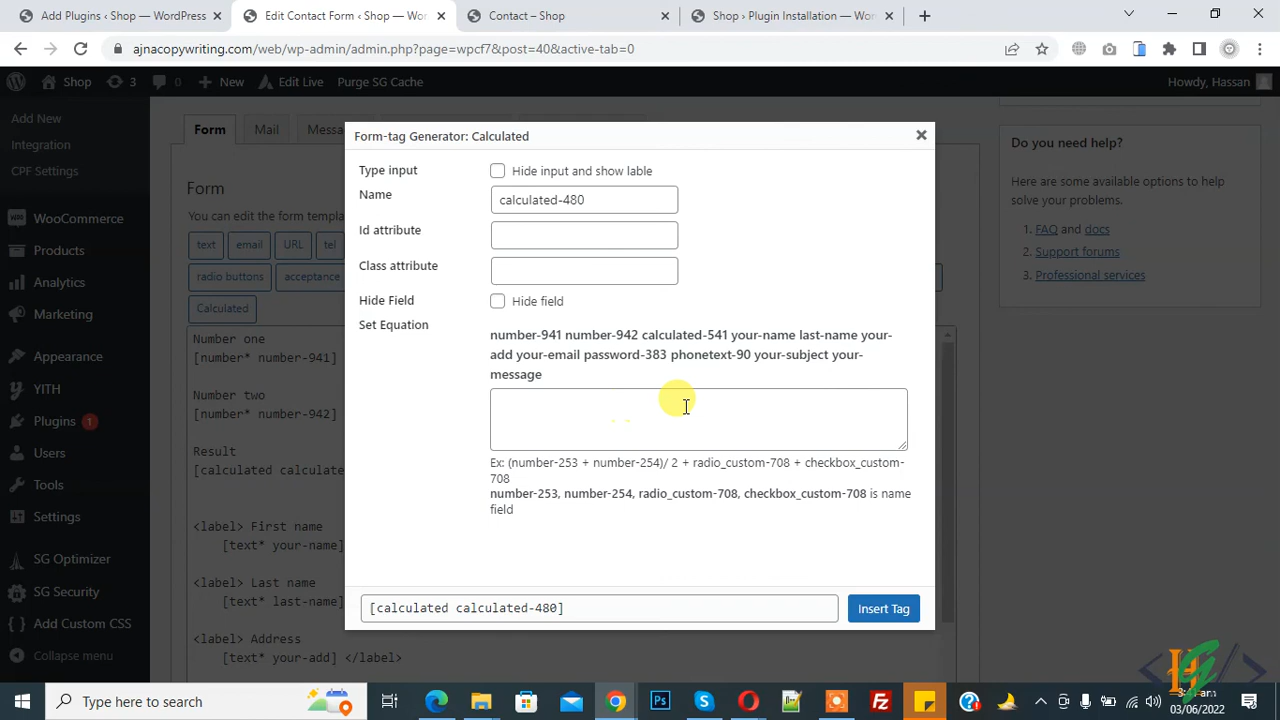 Add Plugins ‹ Shop — WordPress
Edit Contact Form ‹ Shop — Word
Contact – Shop
Shop › Plugin Installation — Wor
ajnacopywriting.com/web/wp-admin/admin.php?page=wpcf7&post=40&active-tab=0
Shop
3
New
Edit Live
Purge SG Cache
Howdy, Hassan
Add New
Integration
CPF Settings
WooCommerce
Products
Analytics
Marketing
Appearance
YITH
Plugins 1
Users
Tools
Settings
SG Optimizer
SG Security
Add Custom CSS
Collapse menu
Form
Mail
Messa
Form
You can edit the form templa
text
email
URL
tel
radio buttons
acceptance
Calculated
Number one
[number* number-941]
Number two
[number* number-942]
Result
[calculated calculate
<label> First name
[text* your-name]
<label> Last name
[text* last-name]
<label> Address
[text* your-add] </label>
Form-tag Generator: Calculated
Type input
Hide input and show lable
Name
calculated-480
Id attribute
Class attribute
Hide Field
Hide field
Set Equation
number-941 number-942 calculated-541 your-name last-name your-
add your-email password-383 phonetext-90 your-subject your-
message
Ex: (number-253 + number-254)/ 2 + radio_custom-708 + checkbox_custom-
708
number-253, number-254, radio_custom-708, checkbox_custom-708 is name
field
[calculated calculated-480]
Insert Tag
Do you need help?
Here are some available options to help
solve your problems.
1. FAQ and docs
2. Support forums
3. Professional services
Type here to search
03/06/2022